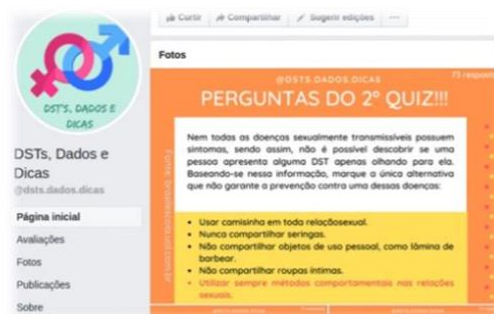 Curtir Compartilhar Sugerir edições ...
Fotos
@DSTS.DADOS.DICAS
PERGUNTAS DO 2º QUIZ!!!
Nem todas as doenças sexualmente transmissíveis possuem
sintomas, sendo assim, não é possível descobrir se uma
pessoa apresenta alguma DST apenas olhando para ela.
Baseando-se nessa informação, marque a única alternativa
que não garante a prevenção contra uma dessas doenças:
• Usar camisinha em toda relaçãosexual.
• Nunca compartilhar seringas.
• Não compartilhar objetos de uso pessoal, como lâmina de
barbear.
• Não compartilhar roupas íntimas.
• Utilizar sempre métodos comportamentais nas relações
sexuais.
DST'S, DADOS E
DICAS
DSTs, Dados e
Dicas
@dsts.dados.dicas
Página inicial
Avaliações
Fotos
Publicações
Sobre